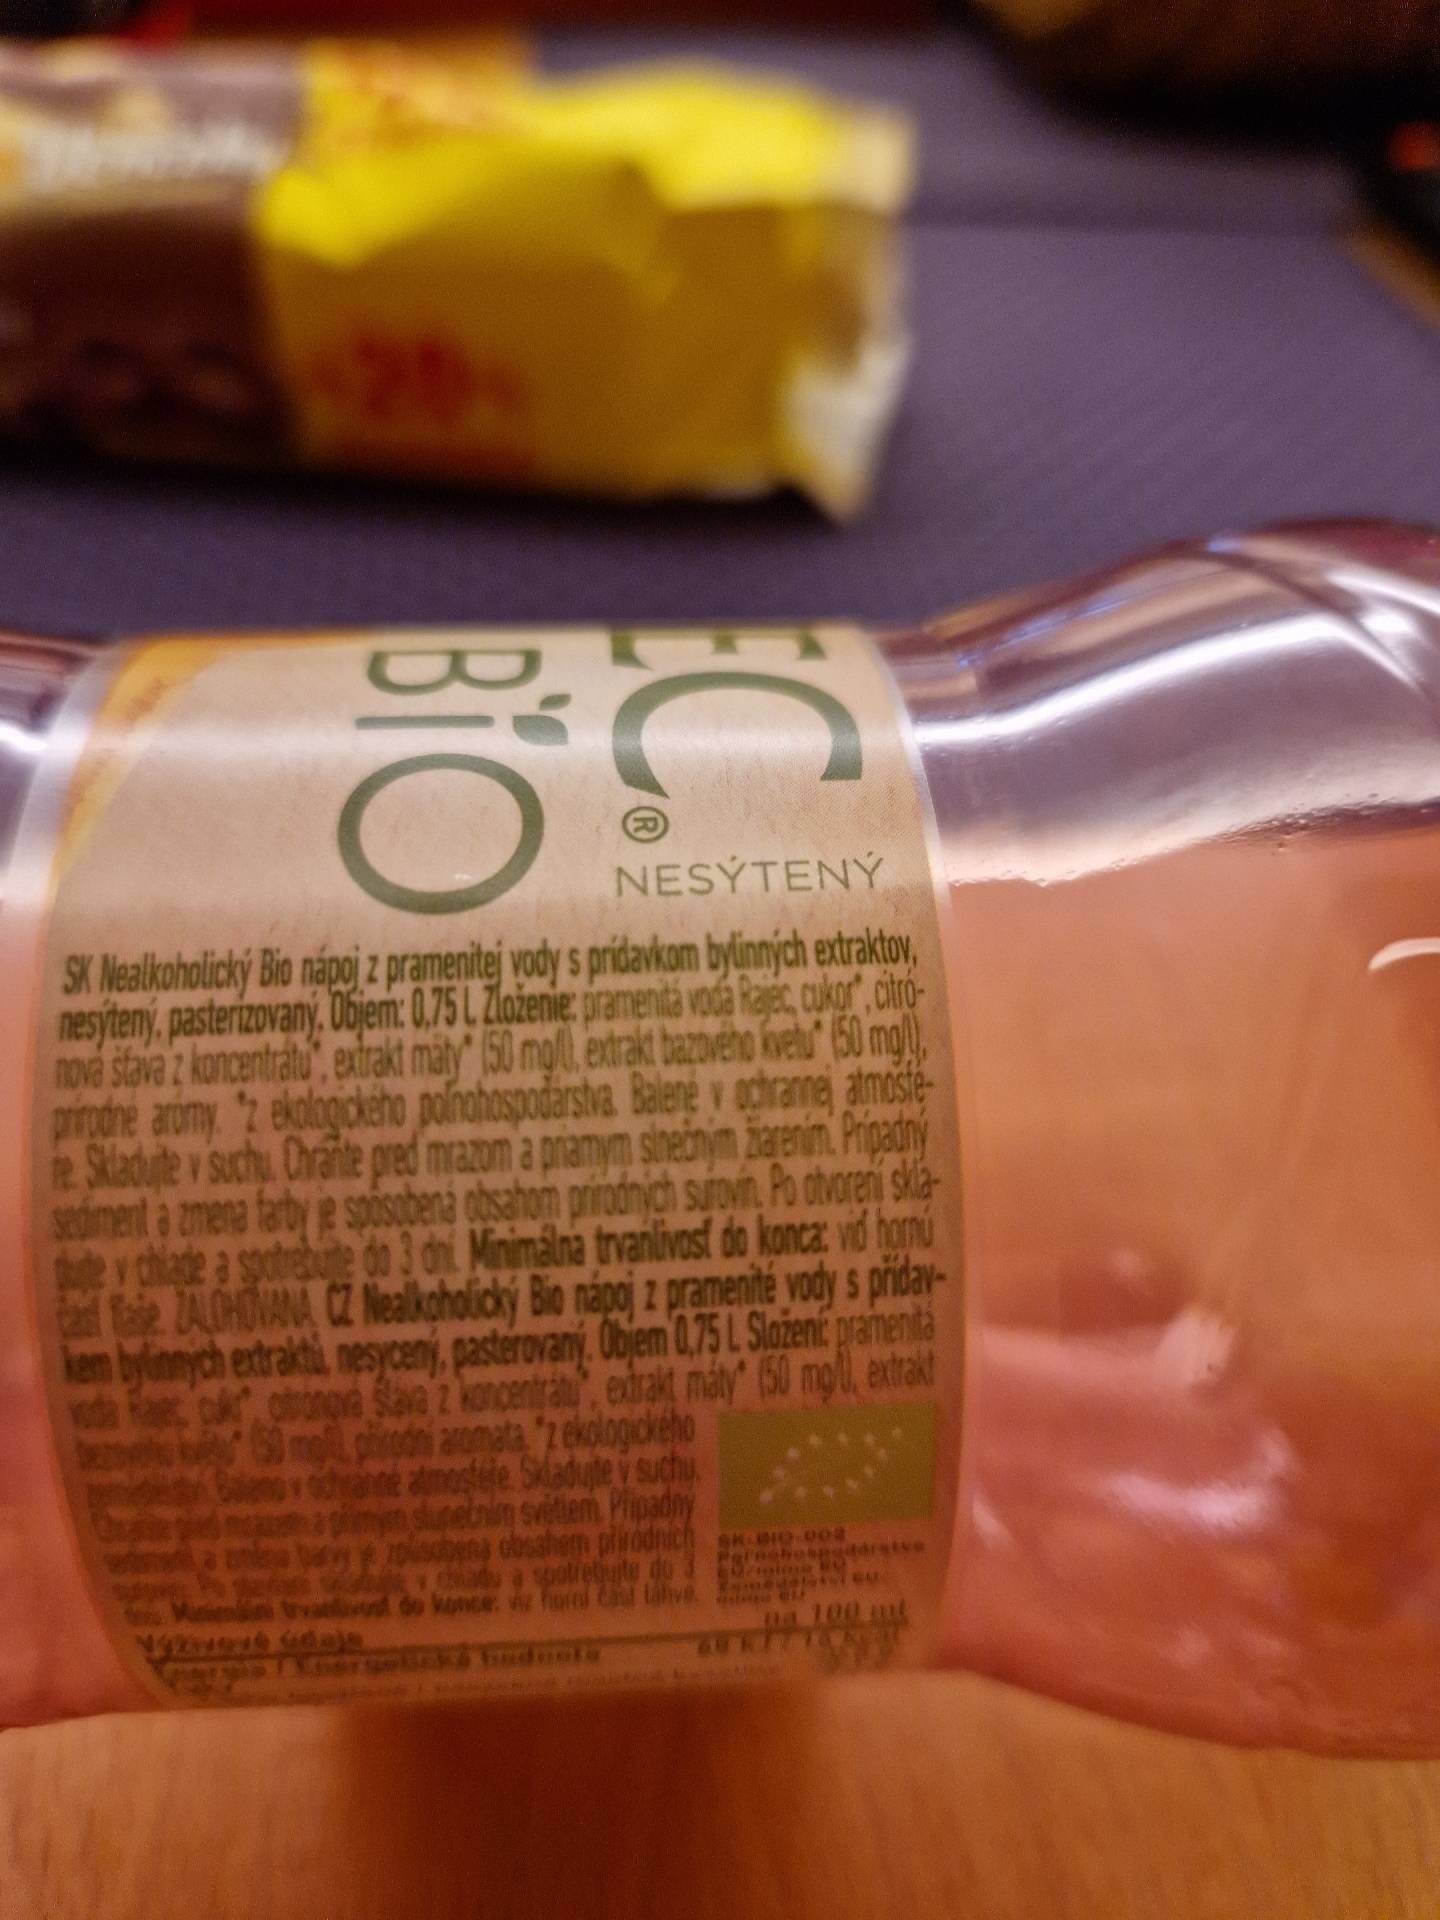 EC®
BIO
NESÝTENÝ
SK Nealkoholický Bio nápoj z pramenitej vody s prídavkom bylinných extraktov,
nesýtený, pasterizovaný. Objem: 0,75 L Zloženie: pramenitá voda Rajec, cukor*, citró-
nová šťava z koncentrátu*, extrakt mäty* (50 mg/l), extrakt bazového kvetu* (50 mg/l),
prírodné arómy. *z ekologického poľnohospodárstva. Balené v ochrannej atmosfé-
re. Skladujte v suchu. Chráňte pred mrazom a priamym slnečným žiarením. Prípadný
sediment a zmena farby je spôsobená obsahom prírodných surovín. Po otvorení skla-
dujte v chlade a spotrebujte do 3 dní. Minimálna trvanlivosť do konca: viď hornú
časť fľaše. ZÁLOHOVANÁ. CZ Nealkoholický Bio nápoj z pramenité vody s přídav-
kem bylinných extraktů, nesycený, pasterovaný. Objem 0,75 L Složení: pramenitá
voda Rajec, cukr*, citronová šťáva z koncentrátu*, extrakt máty* (50 mg/l), extrakt
bezového květu* (50 mg/l), přírodní aromata. *z ekologického
zemědělství. Baleno v ochranné atmosféře. Skladujte v suchu.
Chraňte před mrazem a přímým slunečním světlem. Případný
sediment a změna barvy je způsobena obsahem přírodních
surovin. Po otevření skladujte v chladu a spotřebujte do 3
dnů. Minimální trvanlivost do konce: viz horní část láhve.
SK-BIO-002
Výživové údaje na 100 ml
Energia / Energetická hodnota